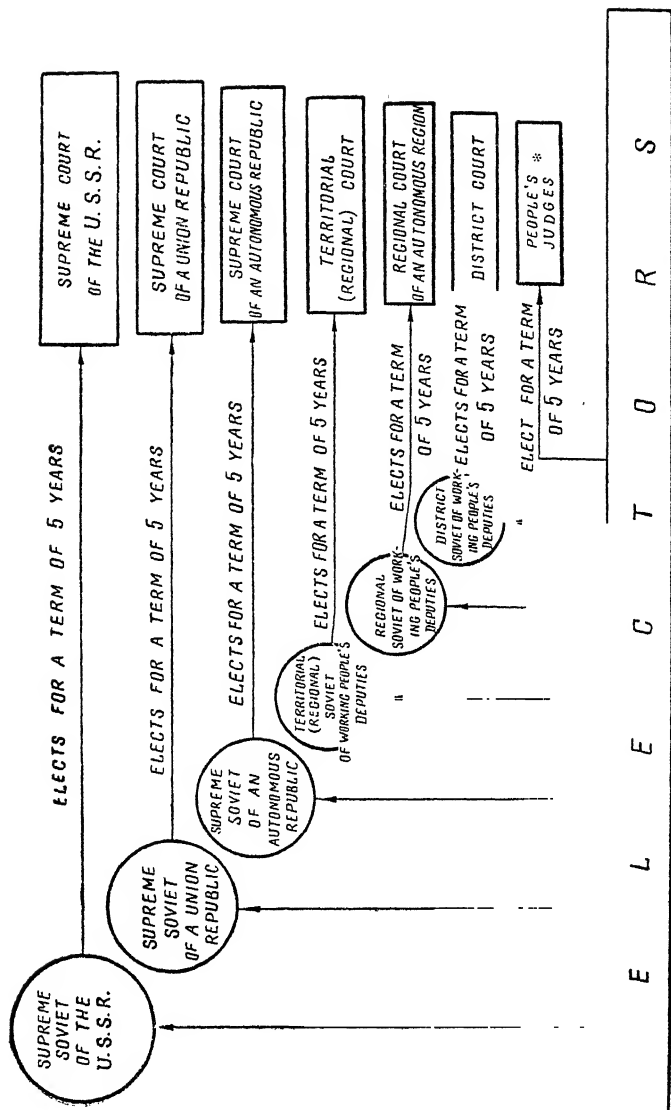 SUPREME
SOVIET
OF THE
U.S.S.R.
ELECTS FOR A TERM OF 5 YEARS
SUPREME COURT
OF THE U.S.S.R.
SUPREME
SOVIET
OF A UNION
REPUBLIC
ELECTS FOR A TERM OF 5 YEARS
SUPREME COURT
OF A UNION REPUBLIC
SUPREME
SOVIET
OF AN
AUTONOMOUS
REPUBLIC
ELECTS FOR A TERM OF 5 YEARS
SUPREME COURT
OF AN AUTONOMOUS REPUBLIC
TERRITORIAL
(REGIONAL)
SOVIET
OF WORKING PEOPLE'S
DEPUTIES
ELECTS FOR A TERM OF 5 YEARS
TERRITORIAL
(REGIONAL) COURT
REGIONAL
SOVIET OF WORK-
ING PEOPLE'S
DEPUTIES
ELECTS FOR A TERM
OF 5 YEARS
REGIONAL COURT
OF AN AUTONOMOUS REGION
DISTRICT
SOVIET OF WORK-
ING PEOPLE'S
DEPUTIES
ELECTS FOR A TERM
OF 5 YEARS
DISTRICT COURT
ELECT FOR A TERM
OF 5 YEARS
PEOPLE'S *
JUDGES
ELECTORS